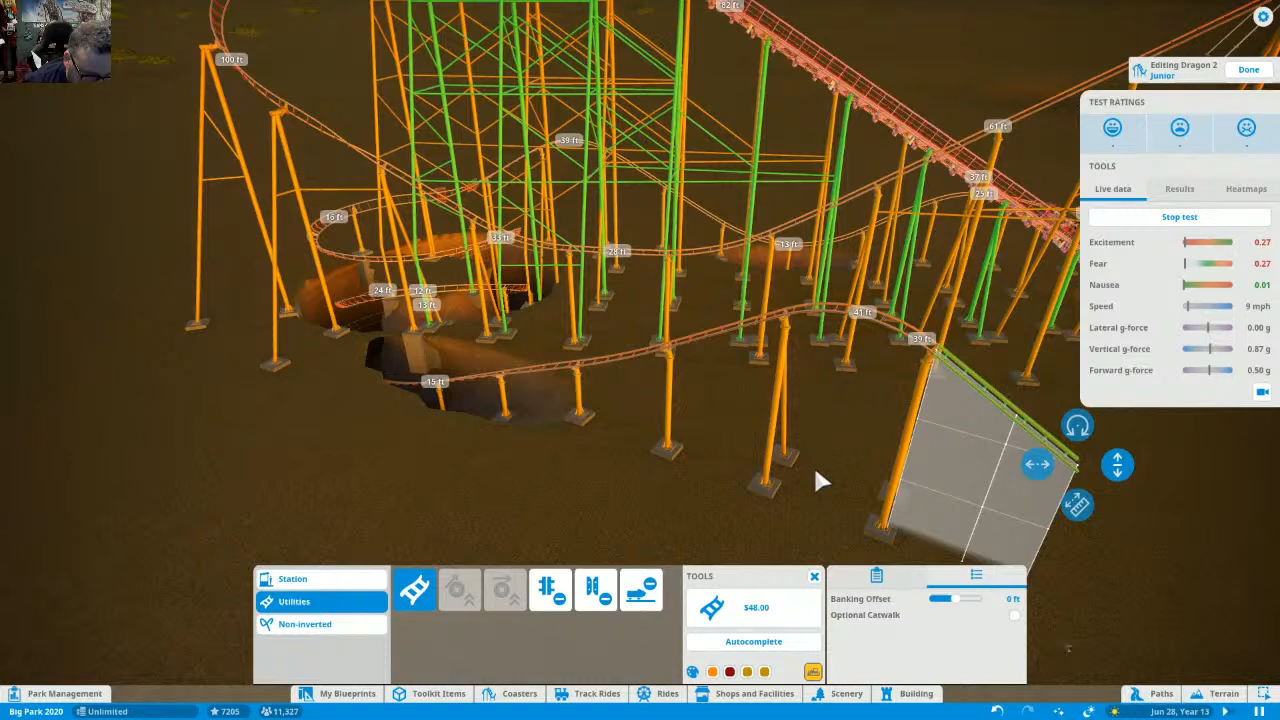 82 ft
100 ft
39 ft
61 ft
37 ft
25 ft
16 ft
33 ft
28 ft
13 ft
24 ft
12 ft
13 ft
41 ft
39 ft
15 ft
Editing Dragon 2
Junior
Done
TEST RATINGS
- - -
TOOLS
Live data Results Heatmaps
Stop test
Excitement 0.27
Fear 0.27
Nausea 0.01
Speed 9 mph
Lateral g-force 0.00 g
Vertical g-force 0.87 g
Forward g-force 0.50 g
Station
Utilities
Non-inverted
TOOLS
$48.00
Autocomplete
Banking Offset 0 ft
Optional Catwalk
Park Management My Blueprints Toolkit Items Coasters Track Rides Rides Shops and Facilities Scenery Building Paths Terrain
Big Park 2020 Unlimited 7205 11,327 Jun 28, Year 13